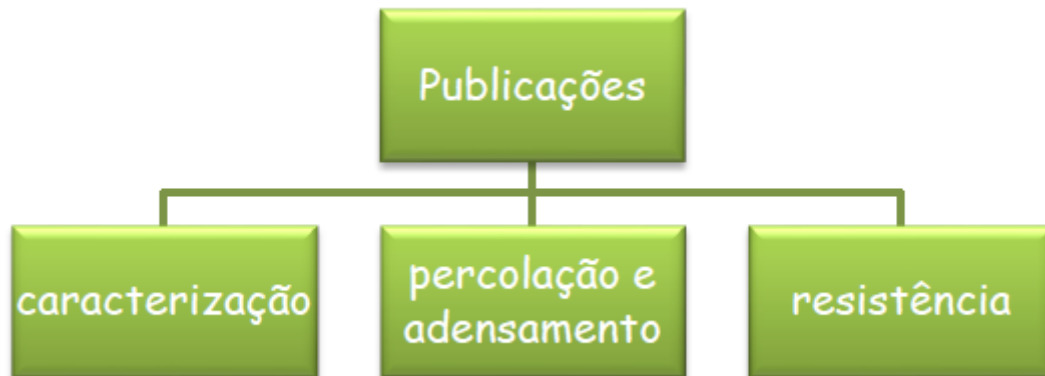 Publicações
caracterização
percolação e
adensamento
resistência